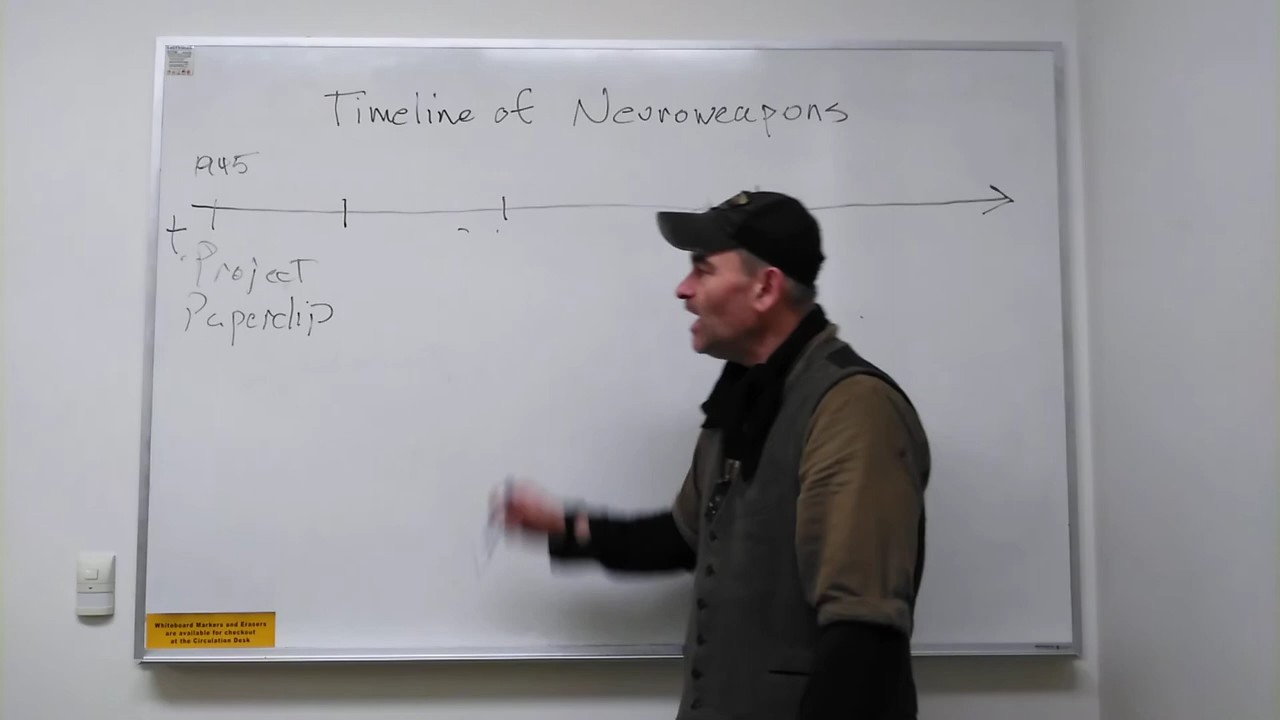 Timeline of Neuroweapons
1945
t
Project
Paperclip
Whiteboard Markers and Erasers
are available for checkout
at the Circulation Desk